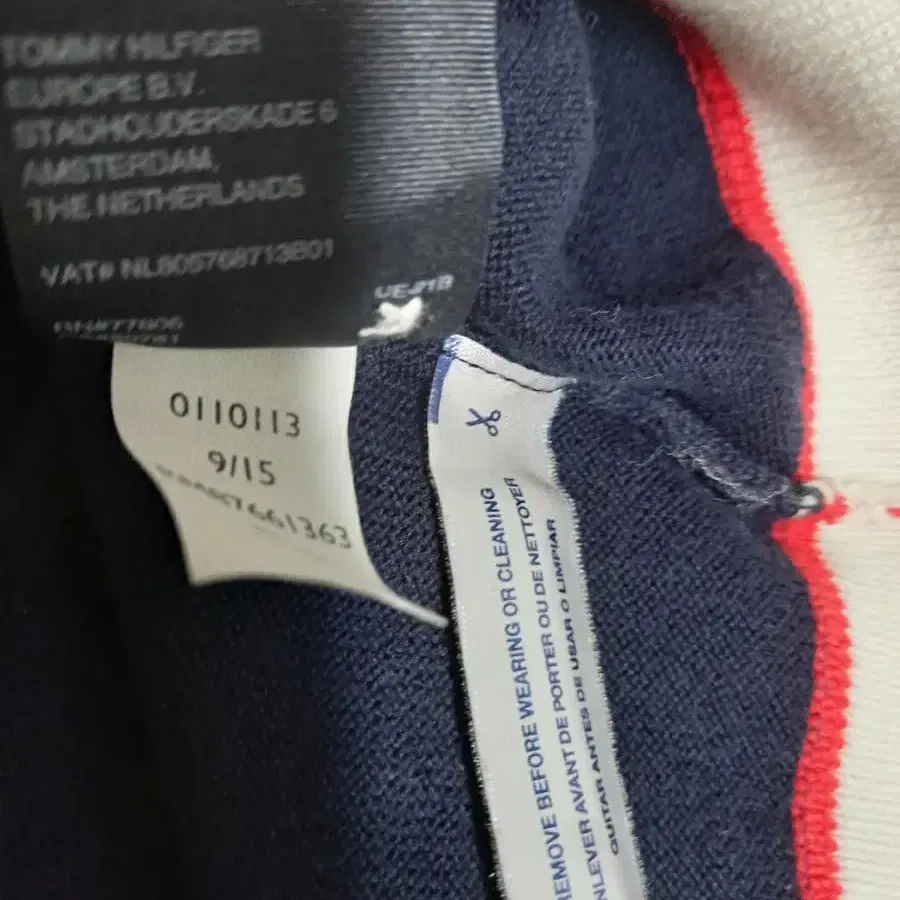 TOMMY HILFIGER
EUROPE B.V.
STADHOUDERSKADE 6
AMSTERDAM,
THE NETHERLANDS
VAT# NL805768713B01
0110113
9/15
REMOVE BEFORE WEARING OR CLEANING
ENLEVER AVANT DE PORTER OU DE NETTOYER
QUITAR ANTES DE USAR O LIMPIAR